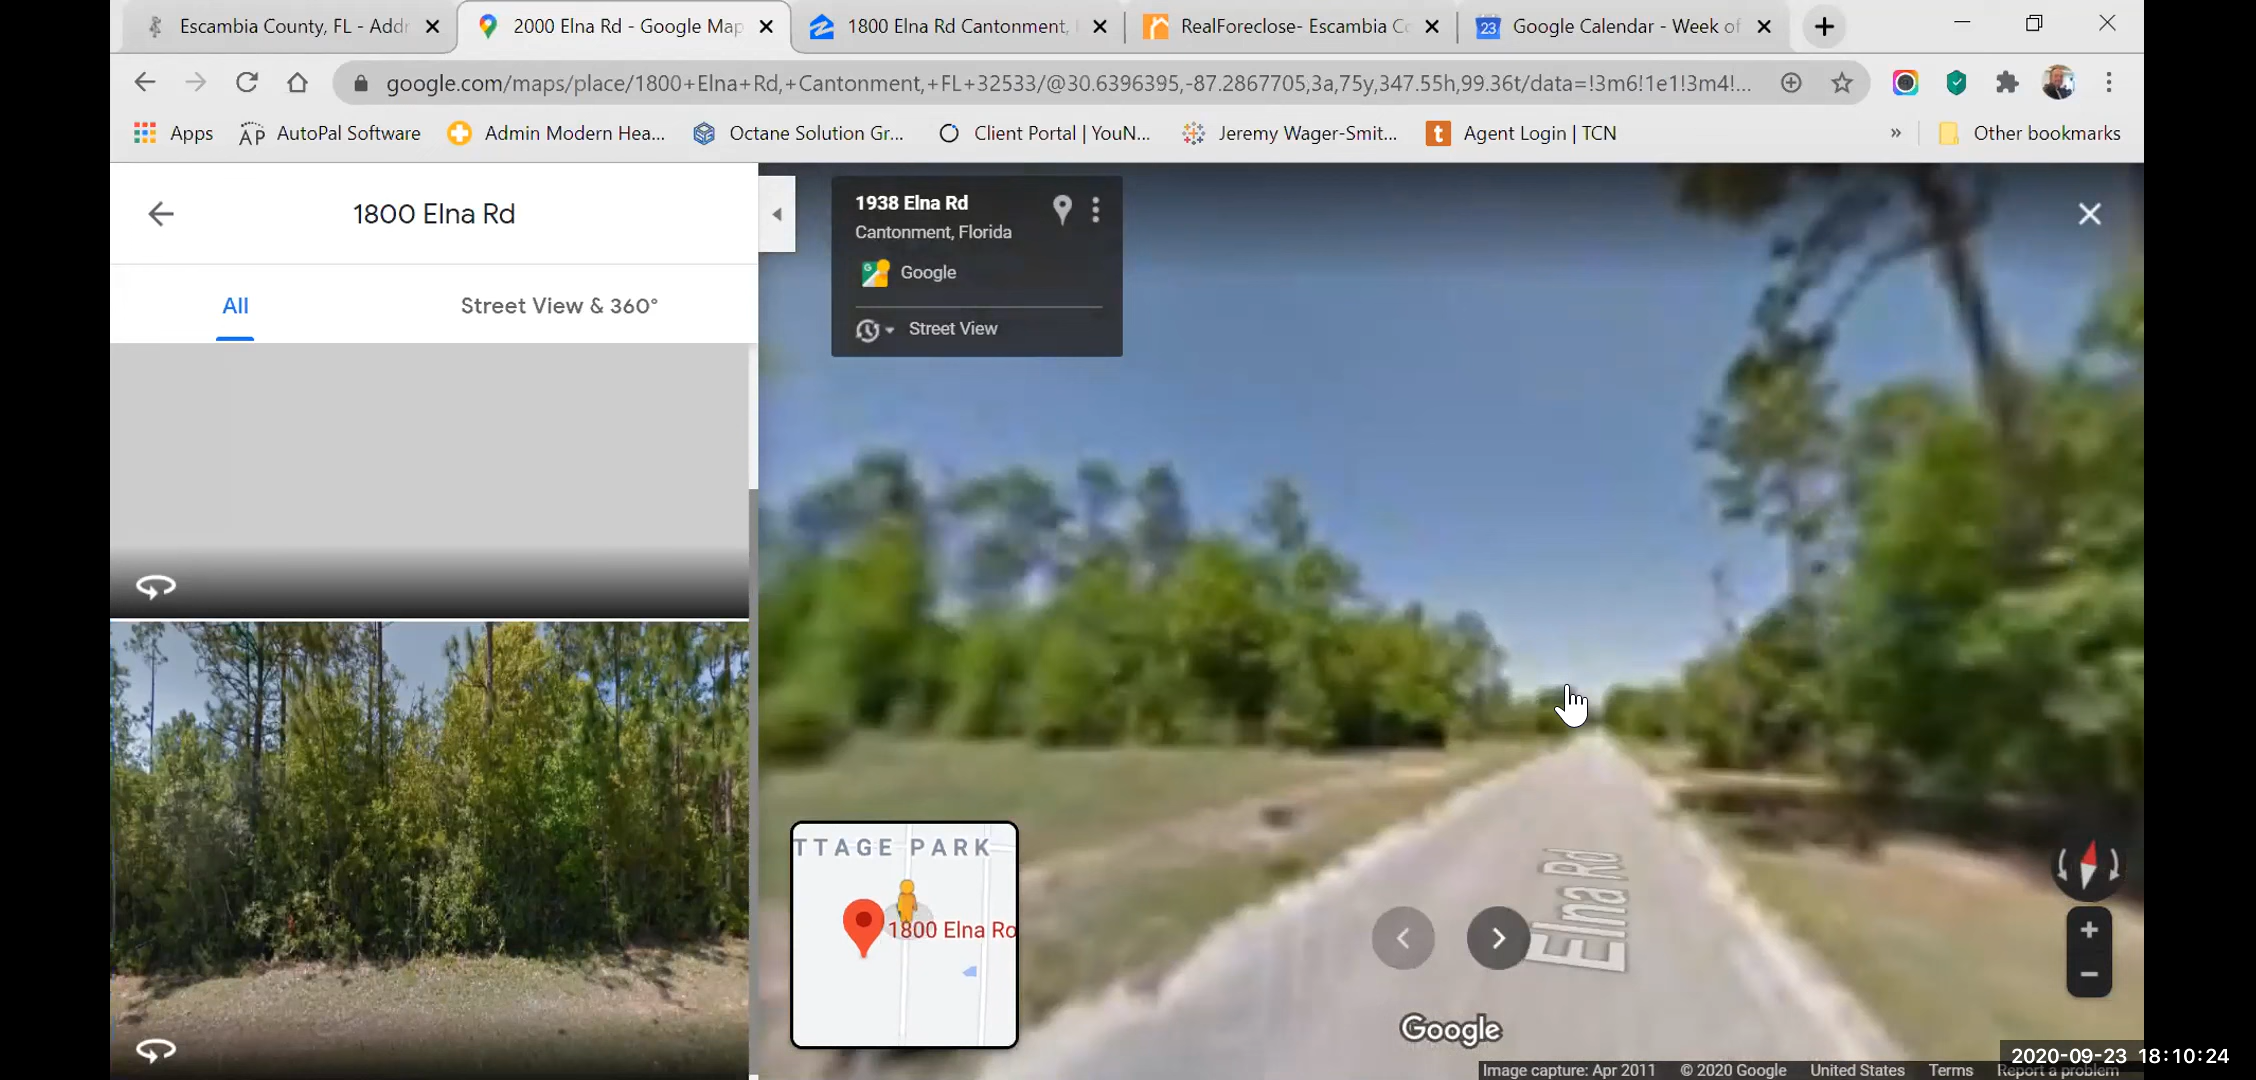 Escambia County, FL - Addr
2000 Elna Rd - Google Map
1800 Elna Rd Cantonment,
RealForeclose- Escambia Co
23
Google Calendar - Week of
google.com/maps/place/1800+Elna+Rd,+Cantonment,+FL+32533/@30.6396395,-87.2867705,3a,75y,347.55h,99.36t/data=!3m6!1e1!3m4!...
Apps
AP
AutoPal Software
Admin Modern Hea...
Octane Solution Gr...
Client Portal | YouN...
Jeremy Wager-Smit...
t
Agent Login | TCN
»
Other bookmarks
1800 Elna Rd
All
Street View & 360°
1938 Elna Rd
Cantonment, Florida
Google
Street View
TTAGE PARK
1800 Elna Ro
Elna Rd
Google
Image capture: Apr 2011
© 2020 Google
United States
Terms
Report a problem
2020-09-23 18:10:24